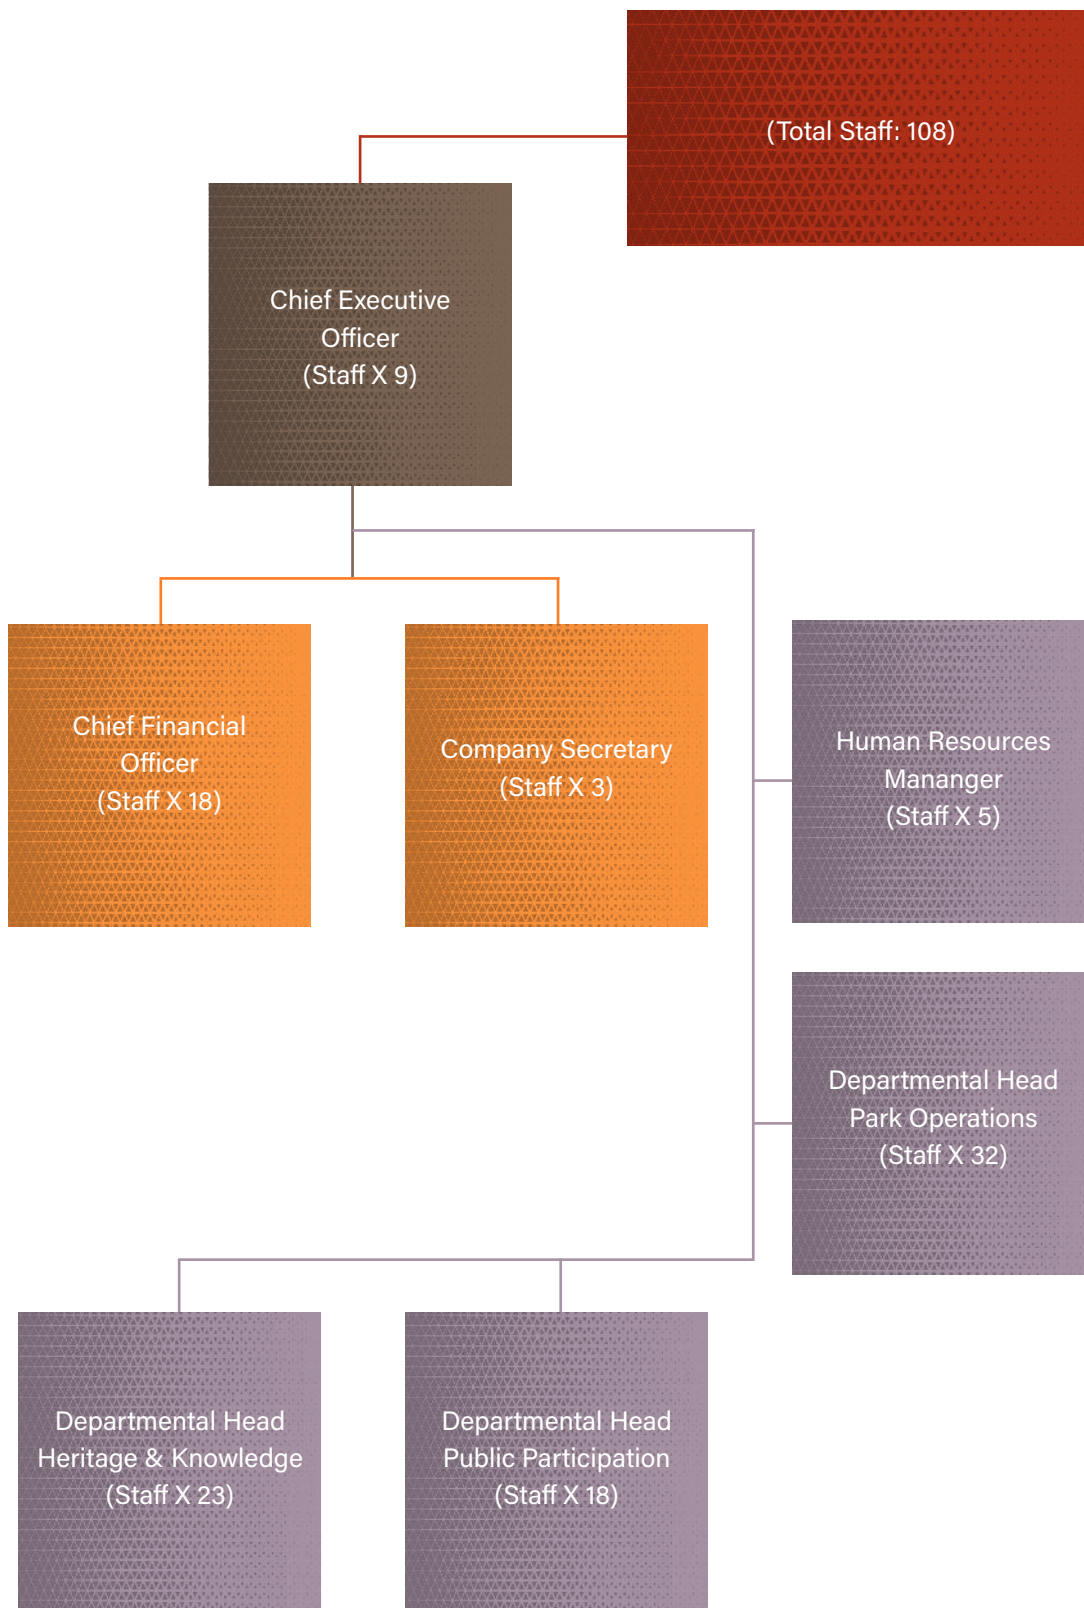 (Total Staff: 108)
Chief Executive
Officer
(Staff X 9)
Chief Financial
Officer
(Staff X 18)
Company Secretary
(Staff X 3)
Human Resources
Mananger
(Staff X 5)
Departmental Head
Park Operations
(Staff X 32)
Departmental Head
Heritage & Knowledge
(Staff X 23)
Departmental Head
Public Participation
(Staff X 18)